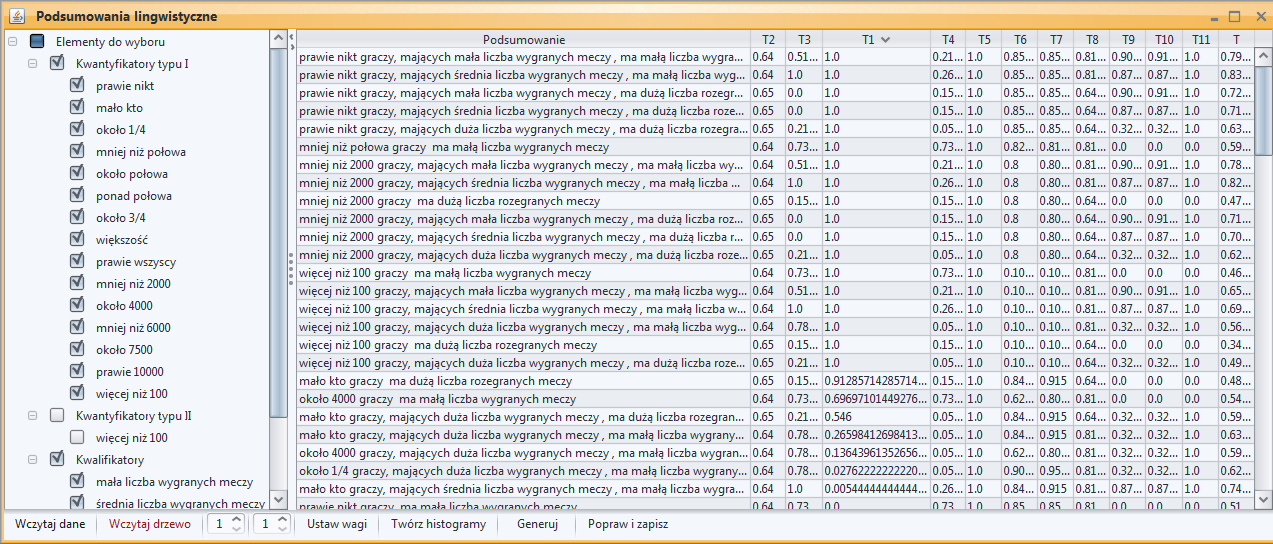 Podsumowania lingwistyczne
Elementy do wyboru
Kwantyfikatory typu I
prawie nikt
mało kto
około 1/4
mniej niż połowa
około połowa
ponad połowa
około 3/4
większość
prawie wszyscy
mniej niż 2000
około 4000
mniej niż 6000
około 7500
prawie 10000
więcej niż 100
Kwantyfikatory typu II
więcej niż 100
Kwalifikatory
mała liczba wygranych meczy
średnia liczba wygranych meczy
Podsumowanie T2 T3 T1 T4 T5 T6 T7 T8 T9 T10 T11 T
prawie nikt graczy, mających mała liczba wygranych meczy , ma małą liczba wygra... 0.64 0.51... 1.0 0.21... 1.0 0.85... 0.85... 0.81... 0.90... 0.91... 1.0 0.79...
prawie nikt graczy, mających średnia liczba wygranych meczy , ma małą liczba wyg... 0.64 1.0 1.0 0.26... 1.0 0.85... 0.85... 0.81... 0.87... 0.87... 1.0 0.83...
prawie nikt graczy, mających mała liczba wygranych meczy , ma dużą liczba rozegr... 0.65 0.0 1.0 0.15... 1.0 0.85... 0.85... 0.64... 0.90... 0.91... 1.0 0.72...
prawie nikt graczy, mających średnia liczba wygranych meczy , ma dużą liczba roze... 0.65 0.0 1.0 0.15... 1.0 0.85... 0.85... 0.64... 0.87... 0.87... 1.0 0.71...
prawie nikt graczy, mających duża liczba wygranych meczy , ma dużą liczba rozegra... 0.65 0.21... 1.0 0.05... 1.0 0.85... 0.85... 0.64... 0.32... 0.32... 1.0 0.63...
mniej niż połowa graczy ma małą liczba wygranych meczy 0.64 0.73... 1.0 0.73... 1.0 0.82... 0.81... 0.81... 0.0 0.0 1.0 0.59...
mniej niż 2000 graczy, mających mała liczba wygranych meczy , ma małą liczba wy... 0.64 0.51... 1.0 0.21... 1.0 0.8 0.80... 0.81... 0.90... 0.91... 1.0 0.78...
mniej niż 2000 graczy, mających średnia liczba wygranych meczy , ma małą liczba ... 0.64 1.0 1.0 0.26... 1.0 0.8 0.80... 0.81... 0.87... 0.87... 1.0 0.82...
mniej niż 2000 graczy ma dużą liczba rozegranych meczy 0.65 0.15... 1.0 0.15... 1.0 0.8 0.80... 0.64... 0.0 0.0 1.0 0.47...
mniej niż 2000 graczy, mających mała liczba wygranych meczy , ma dużą liczba roz... 0.65 0.0 1.0 0.15... 1.0 0.8 0.80... 0.64... 0.90... 0.91... 1.0 0.71...
mniej niż 2000 graczy, mających średnia liczba wygranych meczy , ma dużą liczba r... 0.65 0.0 1.0 0.15... 1.0 0.8 0.80... 0.64... 0.87... 0.87... 1.0 0.70...
mniej niż 2000 graczy, mających duża liczba wygranych meczy , ma dużą liczba roze... 0.65 0.21... 1.0 0.05... 1.0 0.8 0.80... 0.64... 0.32... 0.32... 1.0 0.62...
więcej niż 100 graczy ma małą liczba wygranych meczy 0.64 0.73... 1.0 0.73... 1.0 0.10... 0.10... 0.81... 0.0 0.0 1.0 0.46...
więcej niż 100 graczy, mających mała liczba wygranych meczy , ma małą liczba wy... 0.64 0.51... 1.0 0.21... 1.0 0.10... 0.10... 0.81... 0.90... 0.91... 1.0 0.65...
więcej niż 100 graczy, mających średnia liczba wygranych meczy , ma małą liczba w... 0.64 1.0 1.0 0.26... 1.0 0.10... 0.10... 0.81... 0.87... 0.87... 1.0 0.69...
więcej niż 100 graczy, mających duża liczba wygranych meczy , ma małą liczba wyg... 0.64 0.78... 1.0 0.05... 1.0 0.10... 0.10... 0.81... 0.32... 0.32... 1.0 0.56...
więcej niż 100 graczy ma dużą liczba rozegranych meczy 0.65 0.15... 1.0 0.15... 1.0 0.10... 0.10... 0.64... 0.0 0.0 1.0 0.34...
więcej niż 100 graczy, mających duża liczba wygranych meczy , ma dużą liczba roze... 0.65 0.21... 1.0 0.05... 1.0 0.10... 0.10... 0.64... 0.32... 0.32... 1.0 0.49...
mało kto graczy ma dużą liczba rozegranych meczy 0.65 0.15... 0.91285714285714... 0.15... 1.0 0.84... 0.915 0.64... 0.0 0.0 1.0 0.48...
około 4000 graczy ma małą liczba wygranych meczy 0.64 0.73... 0.69697101449276... 0.73... 1.0 0.62... 0.80... 0.81... 0.0 0.0 1.0 0.54...
mało kto graczy, mających duża liczba wygranych meczy , ma dużą liczba rozegran... 0.65 0.21... 0.546 0.05... 1.0 0.84... 0.915 0.64... 0.32... 0.32... 1.0 0.59...
mało kto graczy, mających duża liczba wygranych meczy , ma małą liczba wygrany... 0.64 0.78... 0.26598412698413... 0.05... 1.0 0.84... 0.915 0.81... 0.32... 0.32... 1.0 0.63...
około 4000 graczy, mających duża liczba wygranych meczy , ma małą liczba wygra... 0.64 0.78... 0.13643961352656... 0.05... 1.0 0.62... 0.80... 0.81... 0.32... 0.32... 1.0 0.59...
około 1/4 graczy, mających duża liczba wygranych meczy , ma małą liczba wygrany... 0.64 0.78... 0.02762222222220... 0.05... 1.0 0.90... 0.95... 0.81... 0.32... 0.32... 1.0 0.62...
mało kto graczy, mających średnia liczba wygranych meczy , ma małą liczba wygra... 0.64 1.0 0.00544444444444... 0.26... 1.0 0.84... 0.915 0.81... 0.87... 0.87... 1.0 0.74...
prawie nikt graczy ma małą liczba wygranych meczy 0.64 0.73... 0.0 0.73... 1.0 0.85... 0.85... 0.81... 0.0 0.0 1.0 0.51...
Wczytaj dane Wczytaj drzewo 1 1 Ustaw wagi Twórz histogramy Generuj Popraw i zapisz